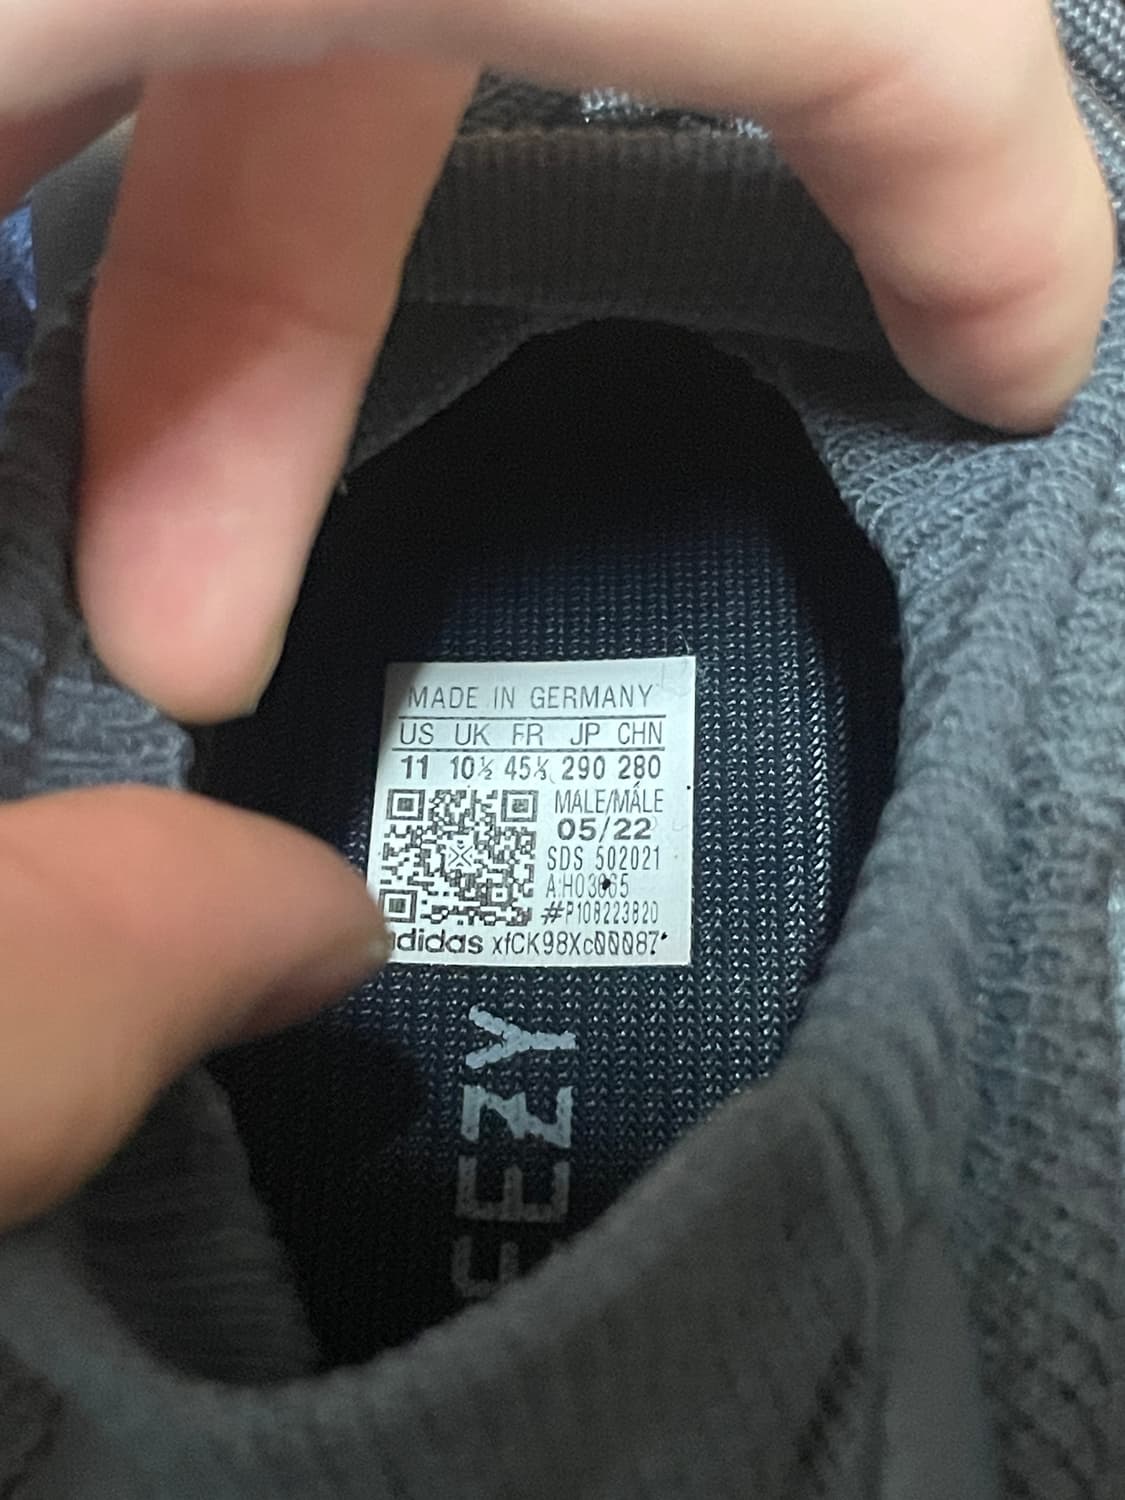 MADE IN GERMANY
US UK FR JP CHN
11 10½ 45⅓ 290 280
MALE/MÂLE
05/22
SDS 502021
#P108223820
adidas xfCK98Xc00087
EEZY